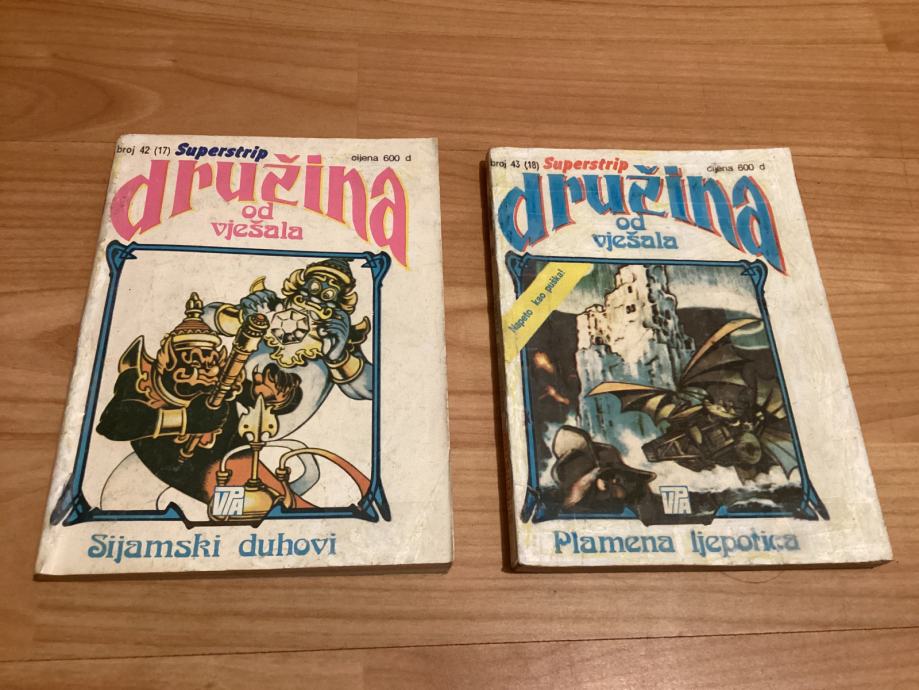 broj 42 (17) Superstrip cijena 600 d
družina
od
vješala
VPA
Sijamski duhovi
broj 43 (18) Superstrip cijena 600 d
družina
od
vješala
Napeto kao puška!
VPA
Plamena ljepotica